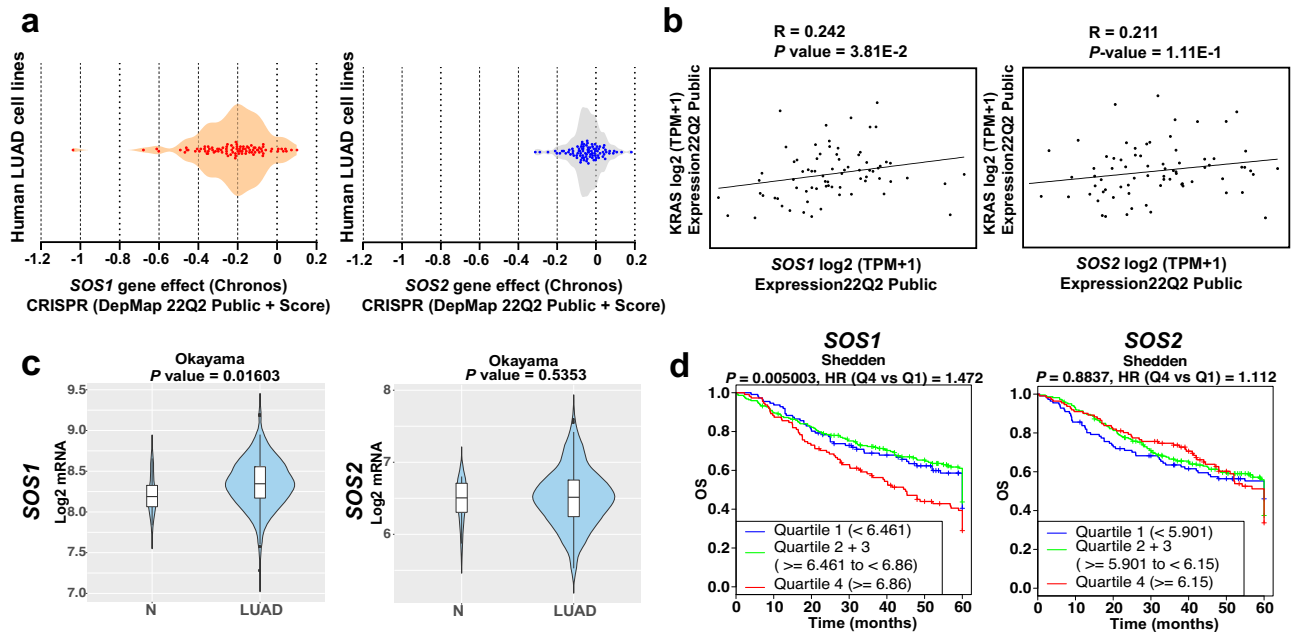 a
Human LUAD cell lines
-1.2 -1 -0.8 -0.6 -0.4 -0.2 0 0.2
SOS1 gene effect (Chronos)
CRISPR (DepMap 22Q2 Public + Score)
Human LUAD cell lines
-1.2 -1 -0.8 -0.6 -0.4 -0.2 0 0.2
SOS2 gene effect (Chronos)
CRISPR (DepMap 22Q2 Public + Score)
b
R = 0.242
P value = 3.81E-2
KRAS log2 (TPM+1)
Expression22Q2 Public
SOS1 log2 (TPM+1)
Expression22Q2 Public
R = 0.211
P-value = 1.11E-1
KRAS log2 (TPM+1)
Expression22Q2 Public
SOS2 log2 (TPM+1)
Expression22Q2 Public
c
Okayama
P value = 0.01603
SOS1
Log2 mRNA
9.5
9.0
8.5
8.0
7.5
7.0
N LUAD
Okayama
P value = 0.5353
SOS2
Log2 mRNA
8
7
6
N LUAD
d
SOS1
Shedden
P = 0.005003, HR (Q4 vs Q1) = 1.472
OS
1.0
0.8
0.6
0.4
0.2
0.0
Quartile 1 (< 6.461)
Quartile 2 + 3
( >= 6.461 to < 6.86)
Quartile 4 (>= 6.86)
0 10 20 30 40 50 60
Time (months)
SOS2
Shedden
P = 0.8837, HR (Q4 vs Q1) = 1.112
OS
1.0
0.8
0.6
0.4
0.2
0.0
Quartile 1 (< 5.901)
Quartile 2 + 3
( >= 5.901 to < 6.15)
Quartile 4 (>= 6.15)
0 10 20 30 40 50 60
Time (months)